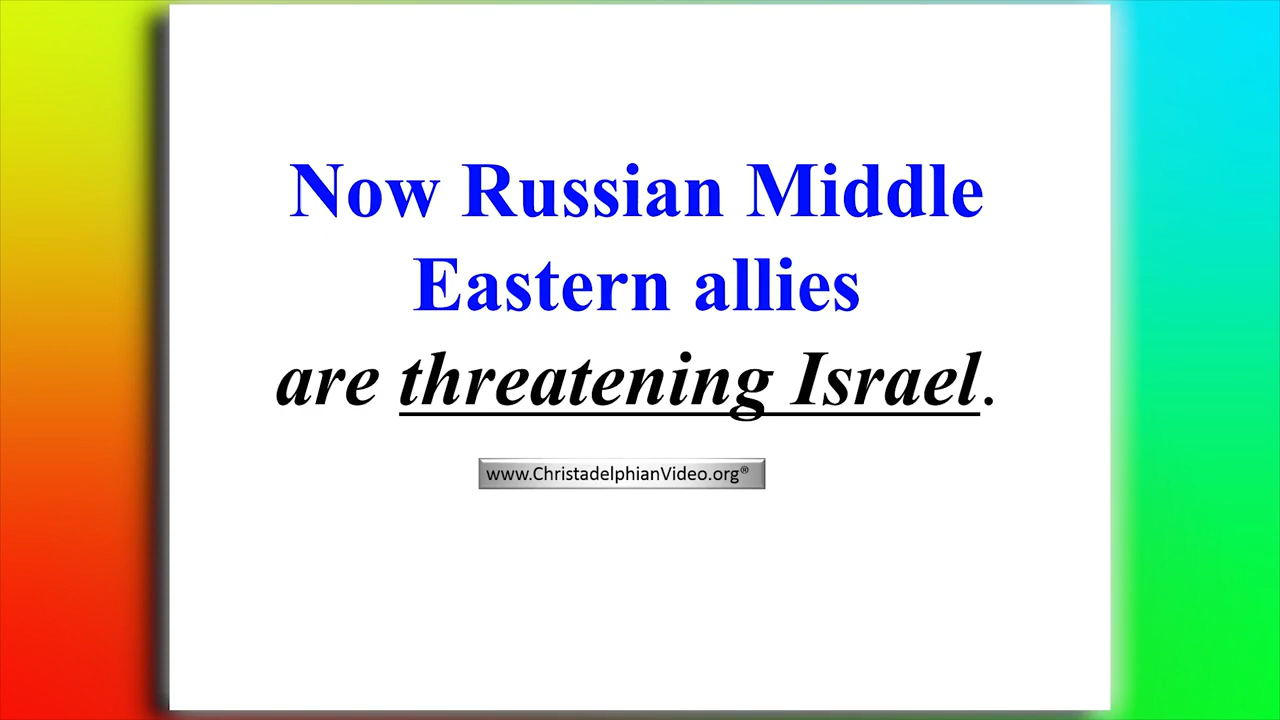 Now Russian Middle
Eastern allies
are threatening Israel.
www.ChristadelphianVideo.org®